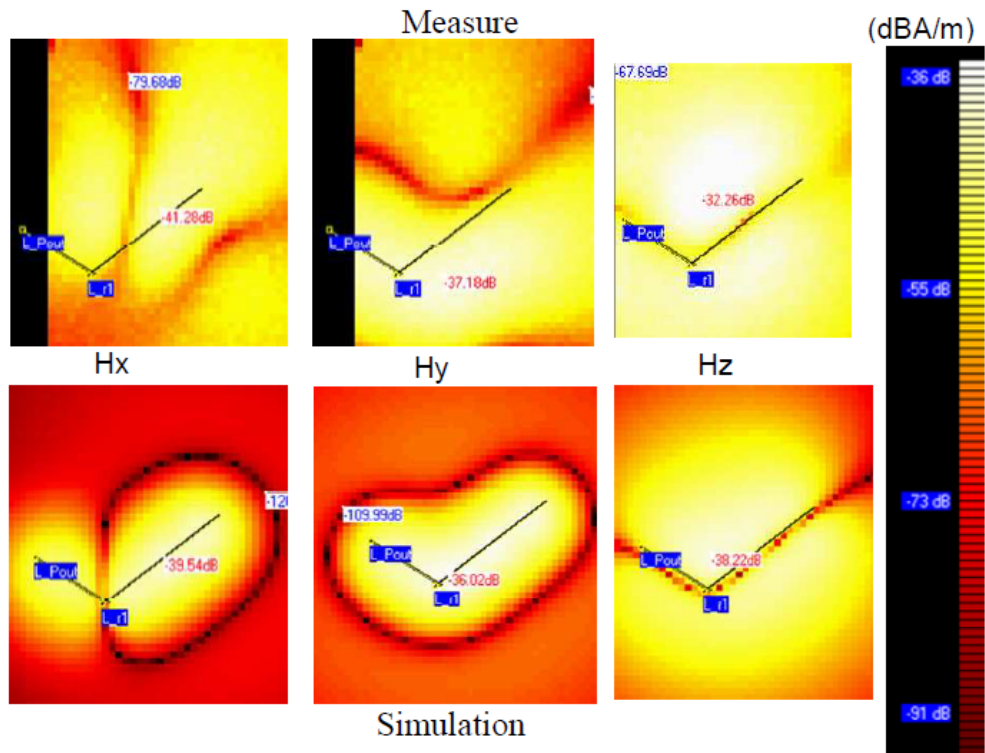 Measure
(dBA/m)
-36 dB
-79.68dB
-67.69dB
-41.28dB
-32.26dB
L_Pout
L_Pout
L_Pout
-37.18dB
L_r1
L_r1
L_r1
-55 dB
Hx
Hy
Hz
-120
-109.99dB
-73 dB
L_Pout
L_Pout
L_Pout
-39.54dB
-36.02dB
-38.22dB
L_r1
L_r1
L_r1
-91 dB
Simulation